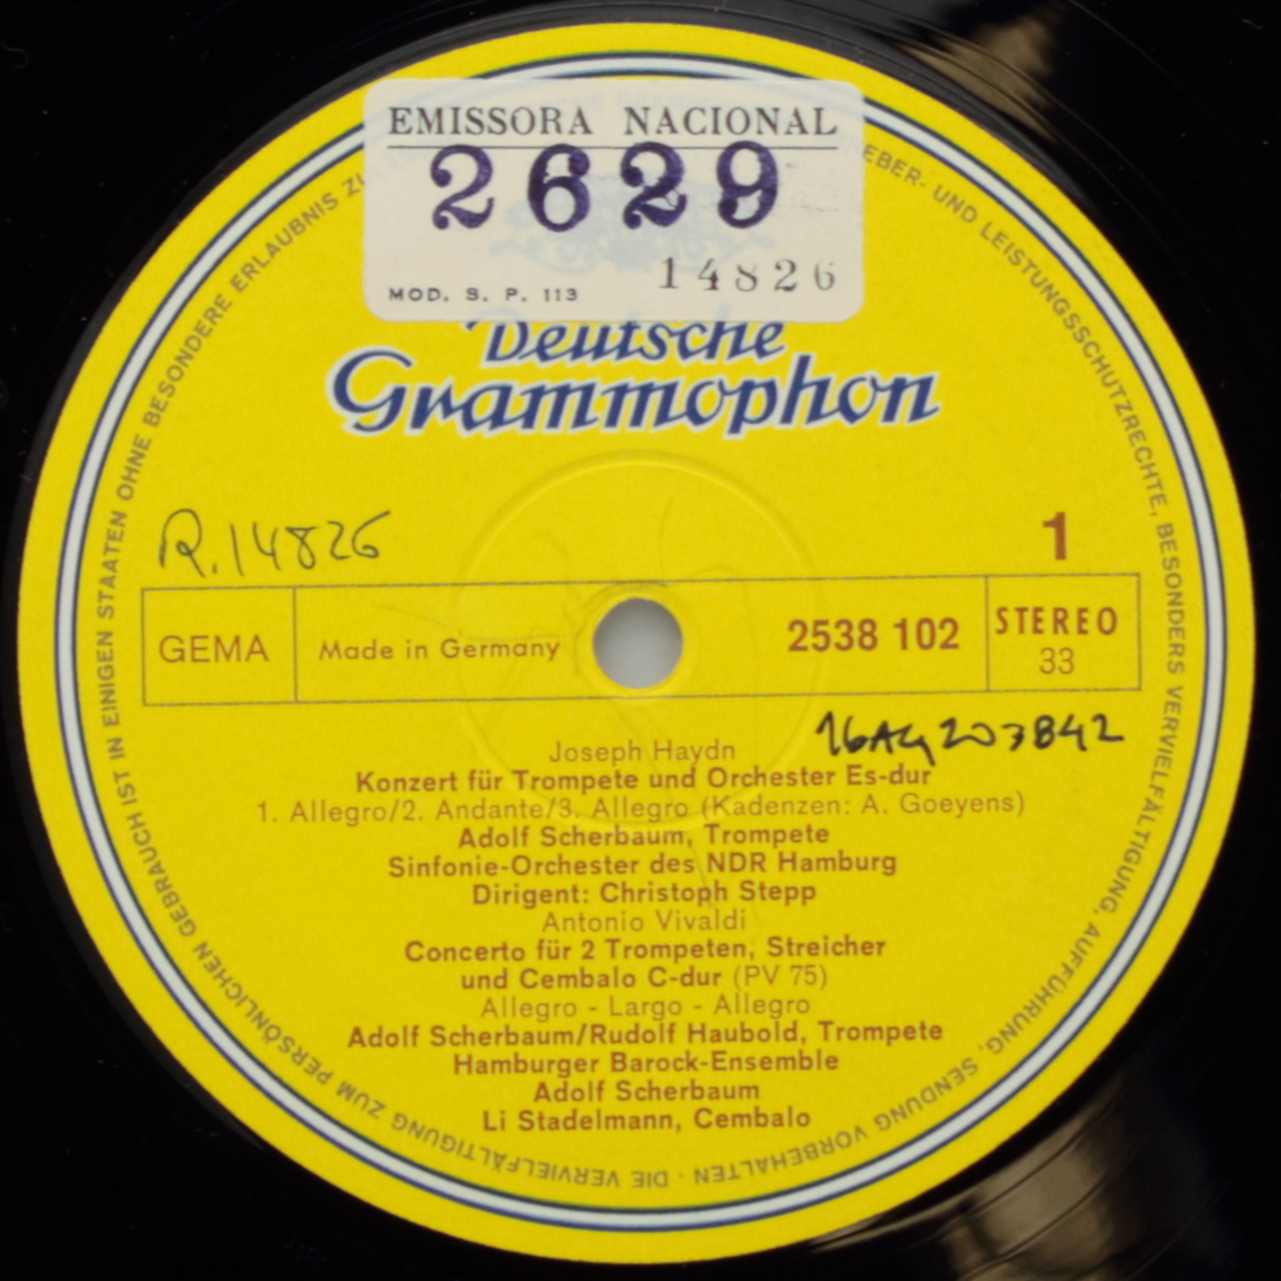 EMISSORA NACIONAL
2629
14826
MOD. S. P. 113
Deutsche
Grammophon
R.14826
1
GEMA
Made in Germany
2538 102
STEREO
33
16AG203842
Joseph Haydn
Konzert für Trompete und Orchester Es-dur
1. Allegro/2. Andante/3. Allegro (Kadenzen: A. Goeyens)
Adolf Scherbaum, Trompete
Sinfonie-Orchester des NDR Hamburg
Dirigent: Christoph Stepp
Antonio Vivaldi
Concerto für 2 Trompeten, Streicher
und Cembalo C-dur (PV 75)
Allegro - Largo - Allegro
Adolf Scherbaum/Rudolf Haubold, Trompete
Hamburger Barock-Ensemble
Adolf Scherbaum
Li Stadelmann, Cembalo
EBER- UND LEISTUNGSSCHUTZRECHTE, BESONDERS VERVIELFÄLTIGUNG, AUFFÜHRUNG, SENDUNG VORBEHALTEN · DIE VERVIELFÄLTIGUNG ZUM PERSÖNLICHEN GEBRAUCH IST IN EINIGEN STAATEN OHNE BESONDERE ERLAUBNIS ZU